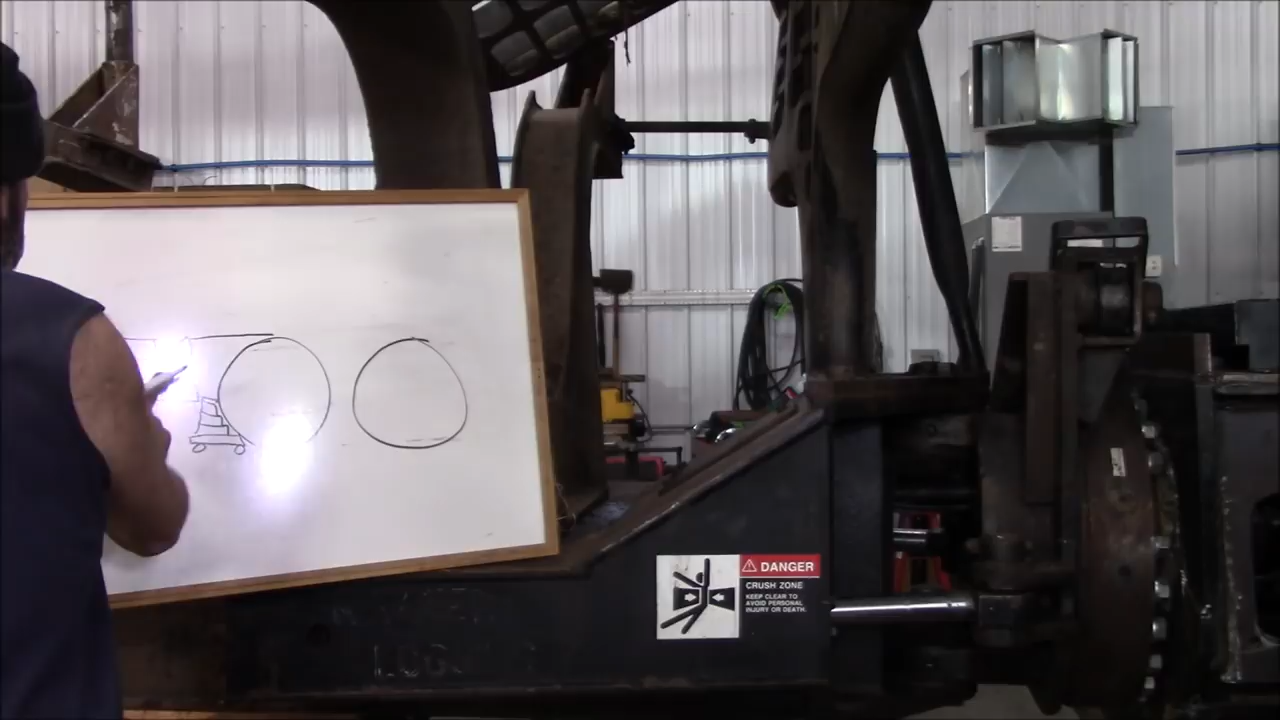 DANGER
CRUSH ZONE
KEEP CLEAR TO
AVOID PERSONAL
INJURY OR DEATH.